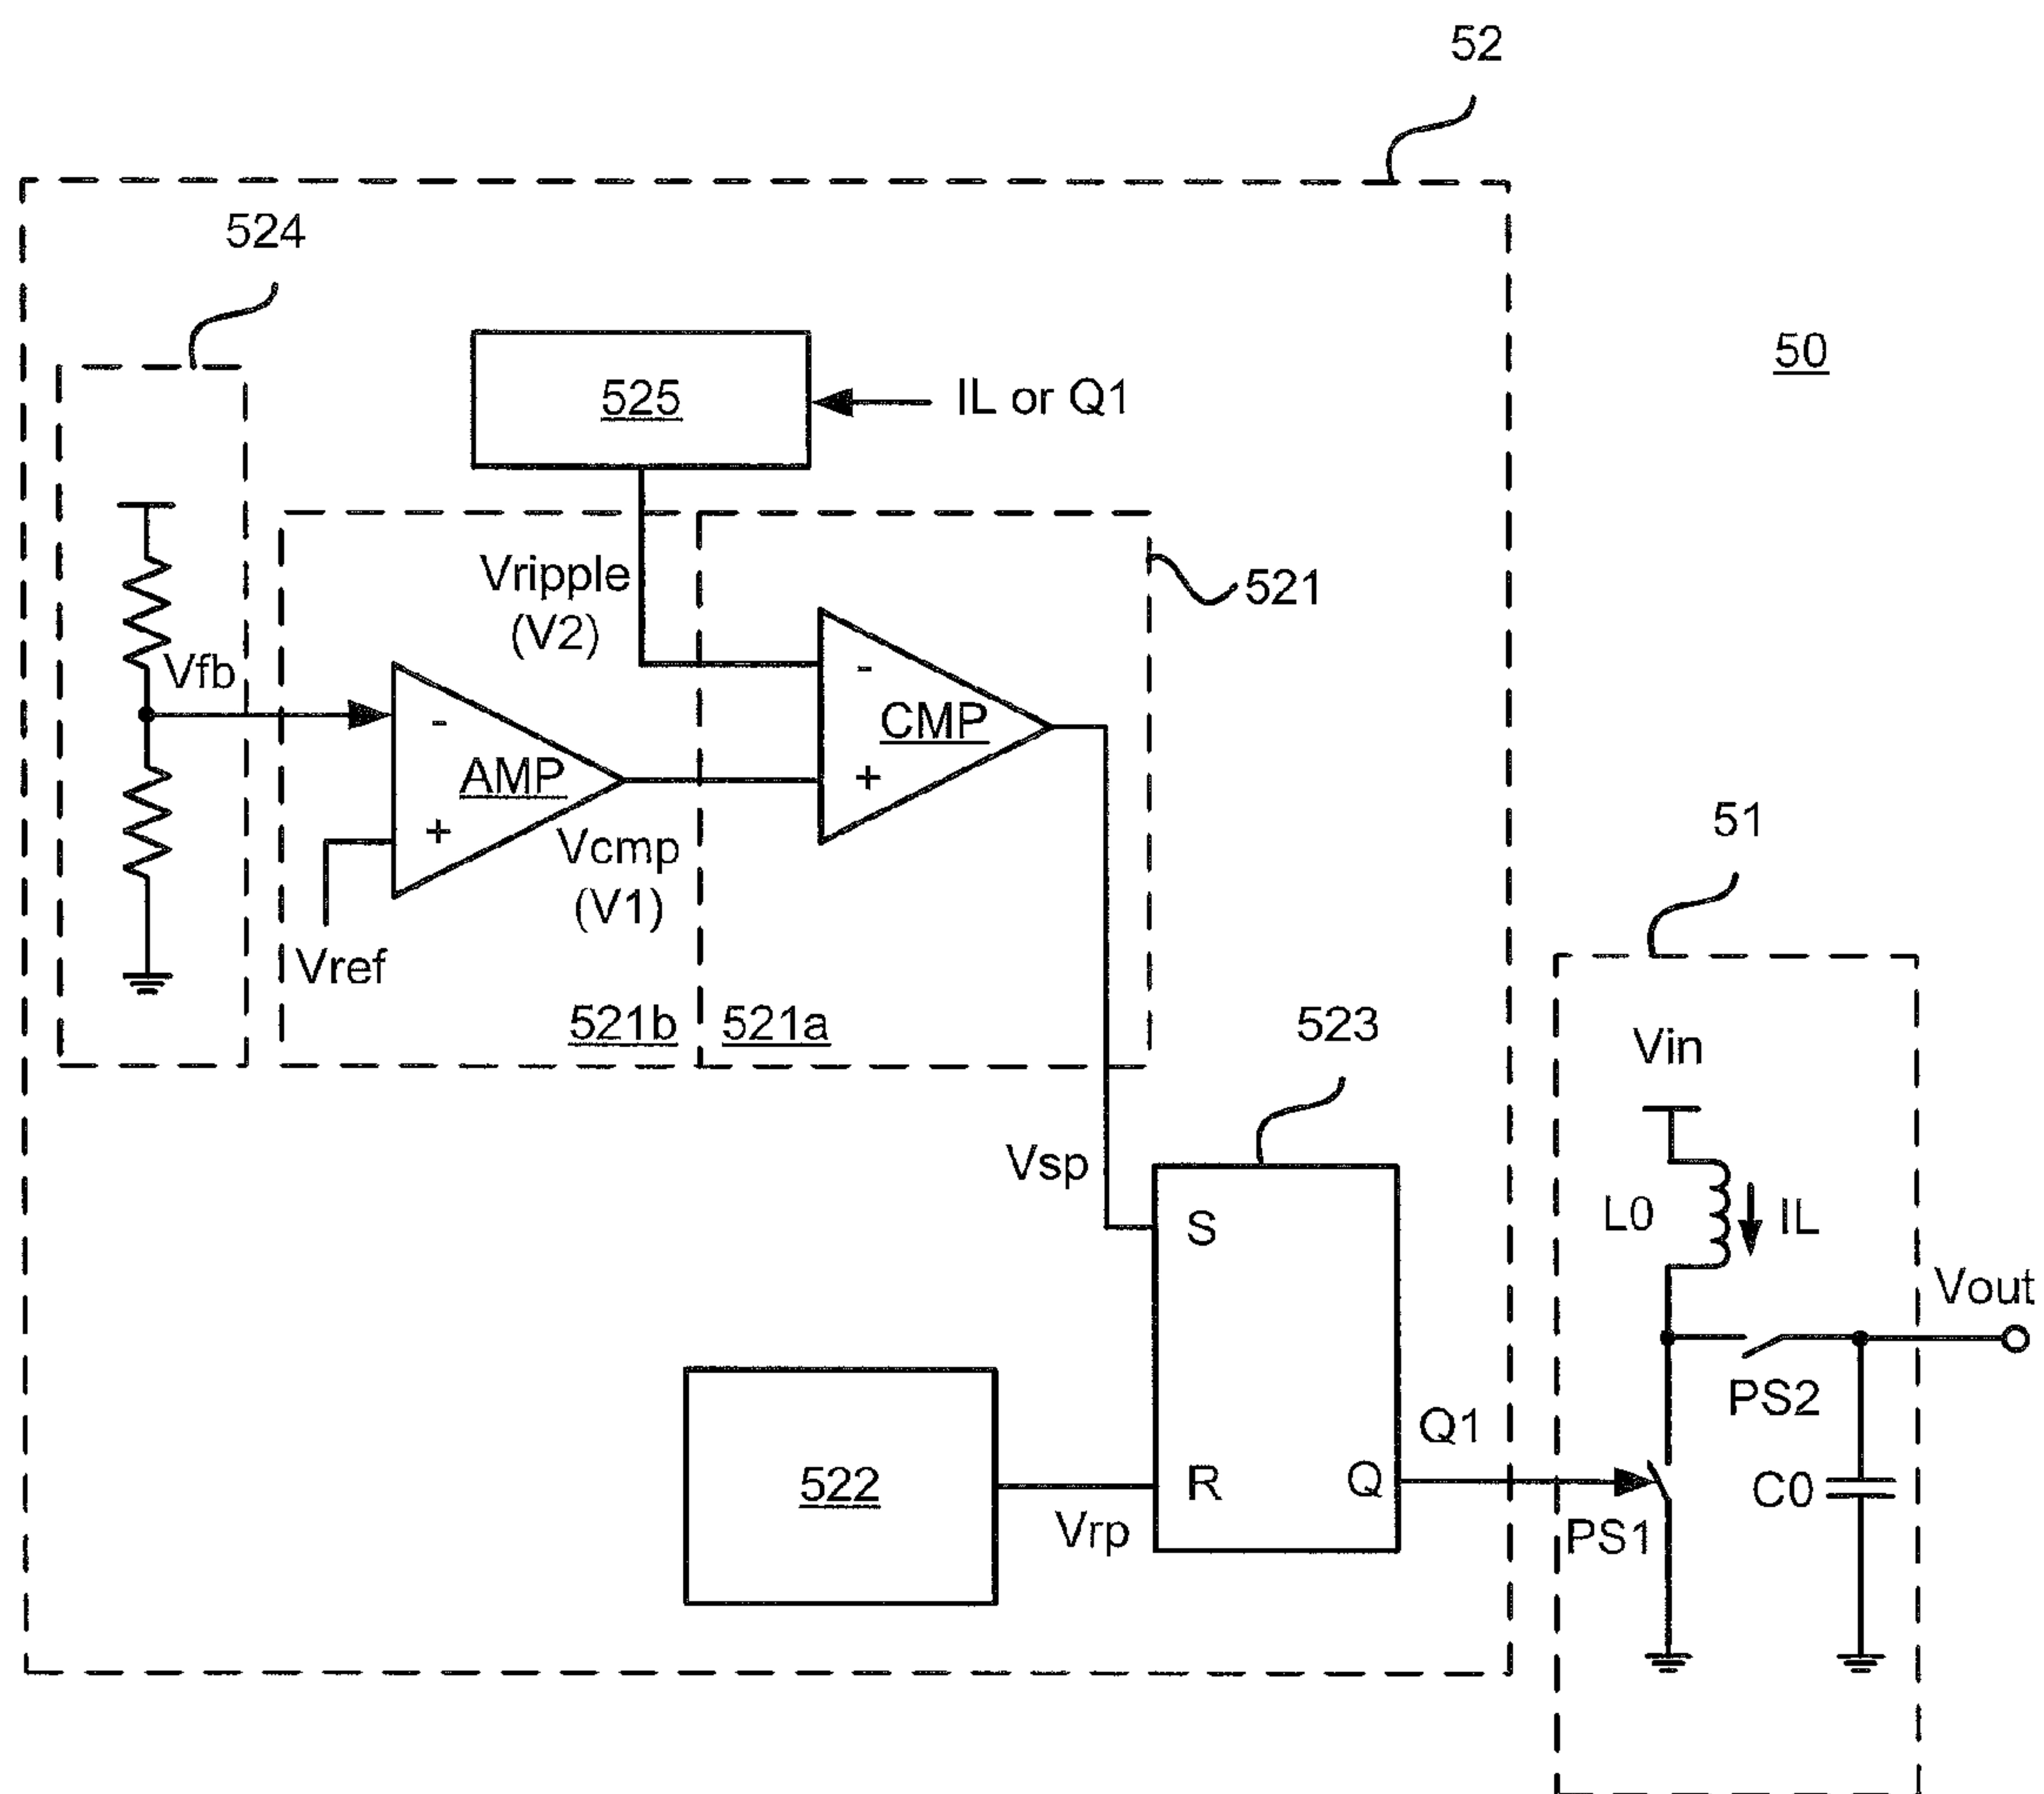 52
524
50
525
IL or Q1
Vripple
(V2)
521
Vfb
-
-
CMP
AMP
+
+
Vcmp
(V1)
Vref
521b
521a
51
523
Vin
Vsp
S
L0
IL
Vout
PS2
Q1
522
R
Q
C0
Vrp
PS1